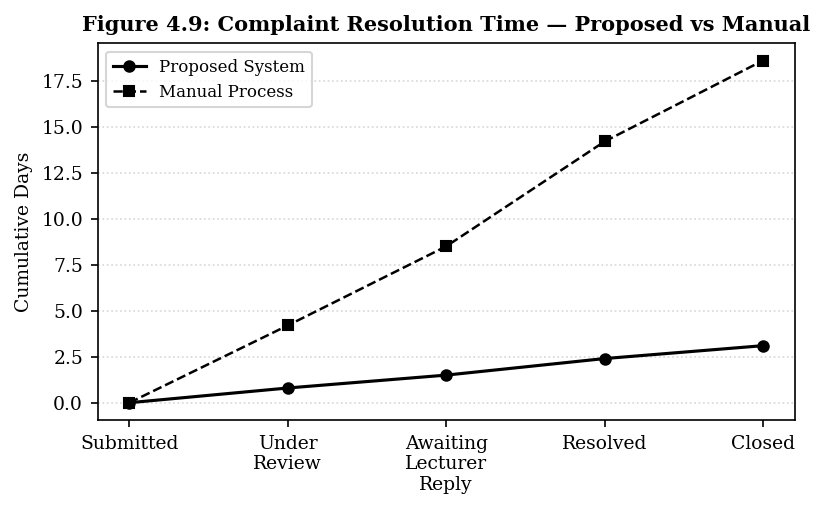 Figure 4.9: Complaint Resolution Time — Proposed vs Manual
Proposed System
Manual Process
Cumulative Days
17.5
15.0
12.5
10.0
7.5
5.0
2.5
0.0
Submitted
Under
Review
Awaiting
Lecturer
Reply
Resolved
Closed